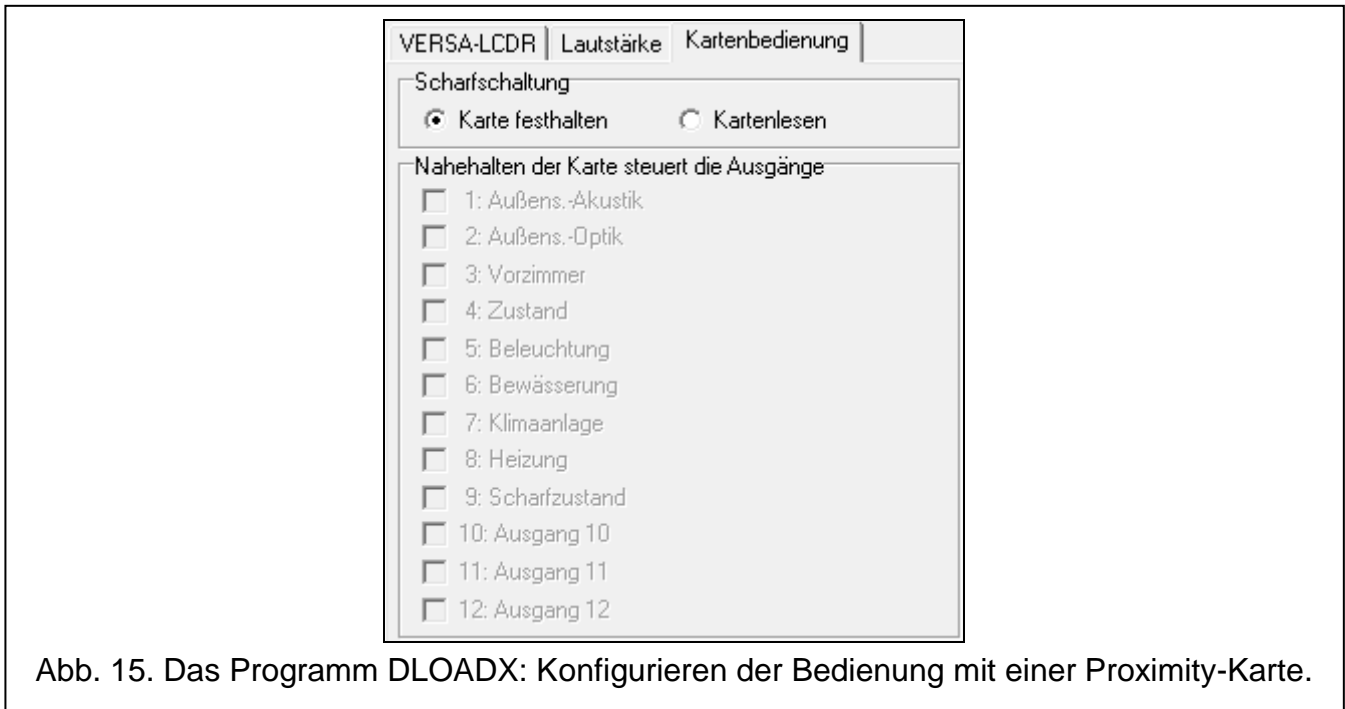 VERSA-LCDR Lautstärke Kartenbedienung
Scharfschaltung
Karte festhalten Kartenlesen
Nahehalten der Karte steuert die Ausgänge
1: Außens.-Akustik
2: Außens.-Optik
3: Vorzimmer
4: Zustand
5: Beleuchtung
6: Bewässerung
7: Klimaanlage
8: Heizung
9: Scharfzustand
10: Ausgang 10
11: Ausgang 11
12: Ausgang 12
Abb. 15. Das Programm DLOADX: Konfigurieren der Bedienung mit einer Proximity-Karte.